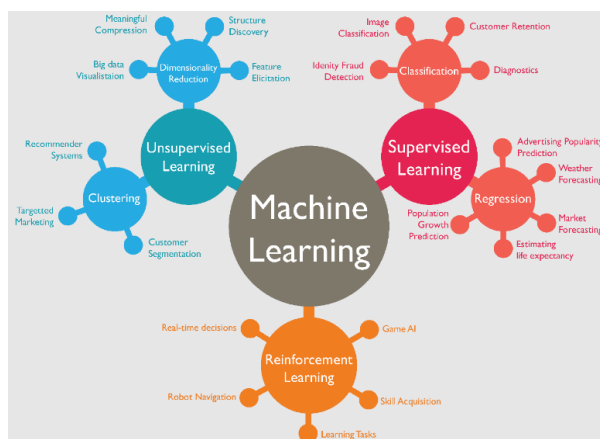 Meaningful
Compression
Structure
Discovery
Big data
Visualistaion
Dimensionality
Reduction
Feature
Elicitation
Recommender
Systems
Unsupervised
Learning
Clustering
Targetted
Marketing
Customer
Segmentation
Machine
Learning
Image
Classification
Customer Retention
Idenity Fraud
Detection
Classification
Diagnostics
Supervised
Learning
Advertising Popularity
Prediction
Weather
Forecasting
Regression
Population
Growth
Prediction
Market
Forecasting
Estimating
life expectancy
Real-time decisions
Game AI
Reinforcement
Learning
Robot Navigation
Skill Acquisition
Learning Tasks